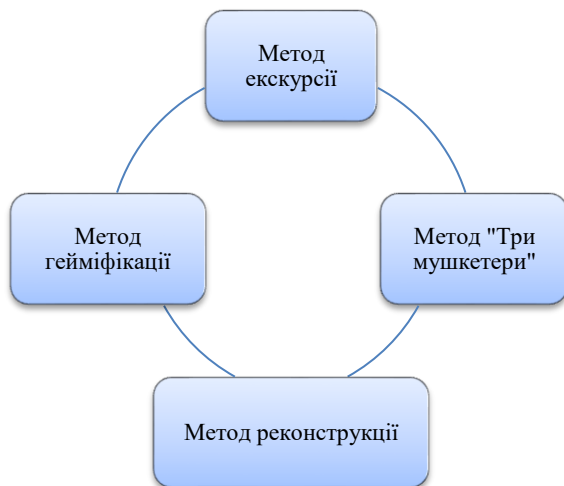 Метод
екскурсії
Метод
гейміфікації
Метод "Три
мушкетери"
Метод реконструкції